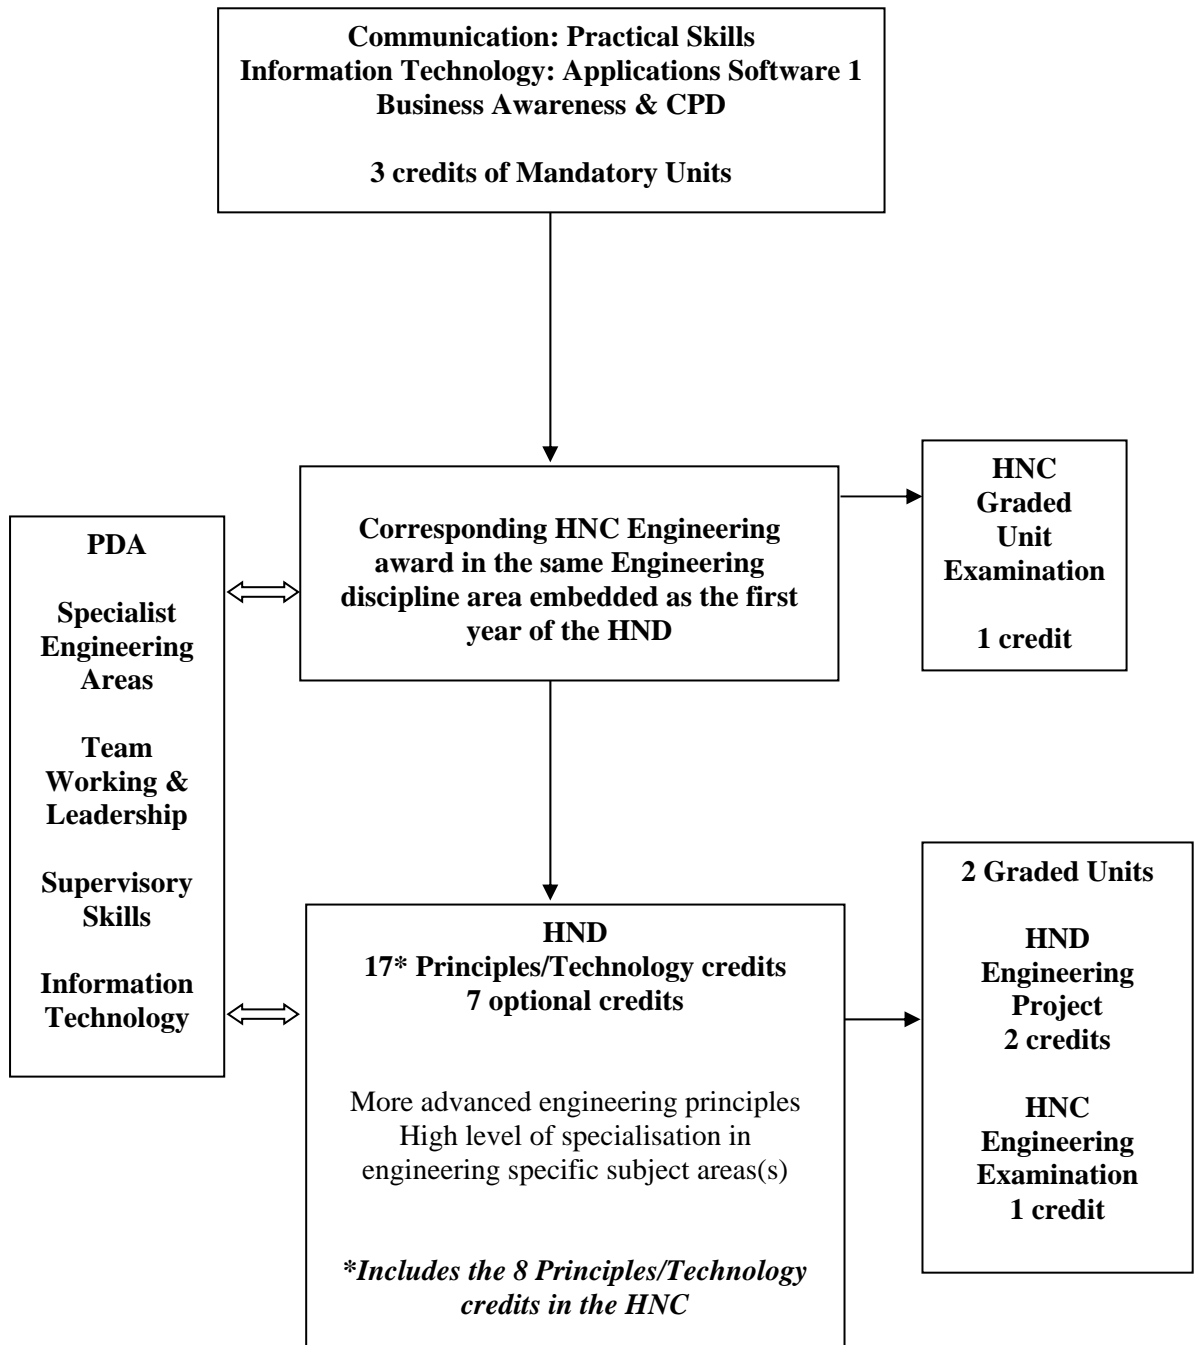 Communication: Practical Skills
Information Technology: Applications Software 1
Business Awareness & CPD
3 credits of Mandatory Units
Corresponding HNC Engineering
award in the same Engineering
discipline area embedded as the first
year of the HND
HNC
Graded
Unit
Examination
1 credit
PDA
Specialist
Engineering
Areas
Team
Working &
Leadership
Supervisory
Skills
Information
Technology
HND
17* Principles/Technology credits
7 optional credits
More advanced engineering principles
High level of specialisation in
engineering specific subject areas(s)
*Includes the 8 Principles/Technology
credits in the HNC
2 Graded Units
HND
Engineering
Project
2 credits
HNC
Engineering
Examination
1 credit